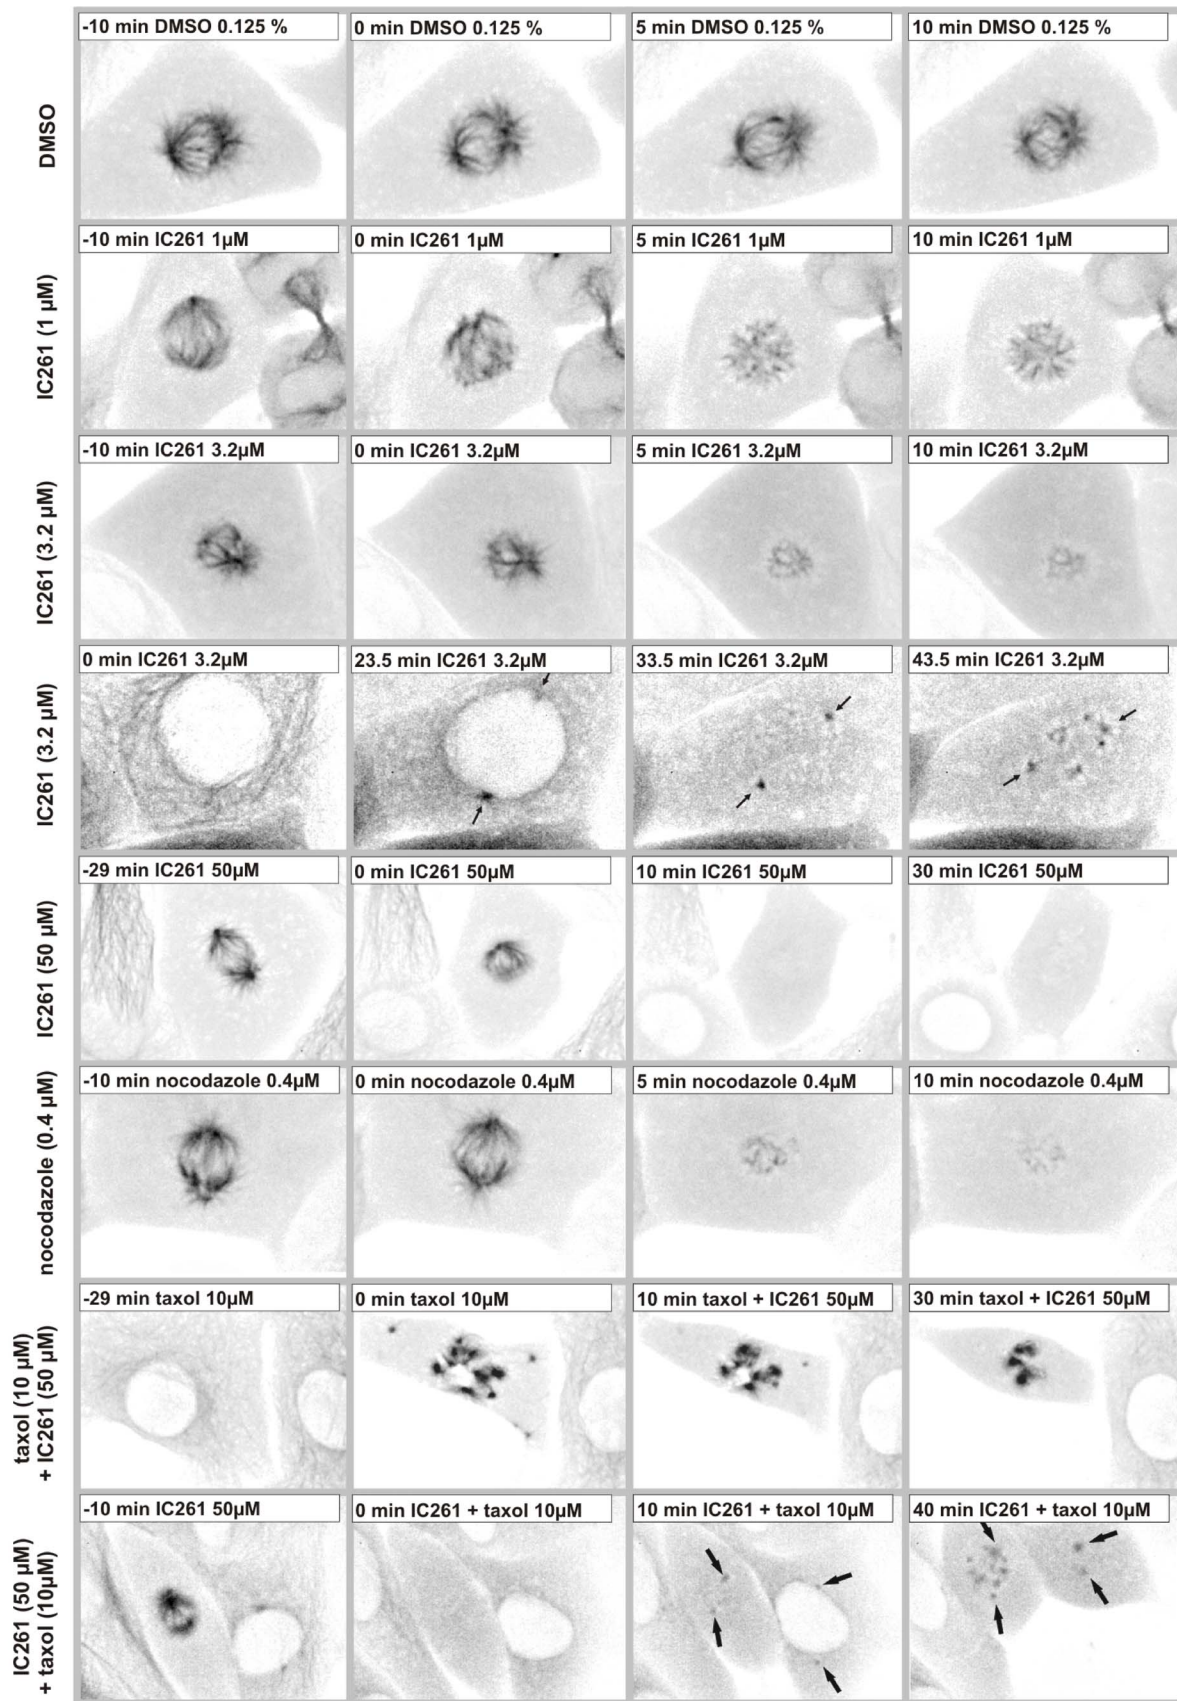 DMSO
-10 min DMSO 0.125 %
0 min DMSO 0.125 %
5 min DMSO 0.125 %
10 min DMSO 0.125 %
IC261 (1 µM)
-10 min IC261 1µM
0 min IC261 1µM
5 min IC261 1µM
10 min IC261 1µM
IC261 (3.2 µM)
-10 min IC261 3.2µM
0 min IC261 3.2µM
5 min IC261 3.2µM
10 min IC261 3.2µM
IC261 (3.2 µM)
0 min IC261 3.2µM
23.5 min IC261 3.2µM
33.5 min IC261 3.2µM
43.5 min IC261 3.2µM
IC261 (50 µM)
-29 min IC261 50µM
0 min IC261 50µM
10 min IC261 50µM
30 min IC261 50µM
nocodazole (0.4 µM)
-10 min nocodazole 0.4µM
0 min nocodazole 0.4µM
5 min nocodazole 0.4µM
10 min nocodazole 0.4µM
taxol (10 µM)
+ IC261 (50 µM)
-29 min taxol 10µM
0 min taxol 10µM
10 min taxol + IC261 50µM
30 min taxol + IC261 50µM
IC261 (50 µM)
+ taxol (10µM)
-10 min IC261 50µM
0 min IC261 + taxol 10µM
10 min IC261 + taxol 10µM
40 min IC261 + taxol 10µM